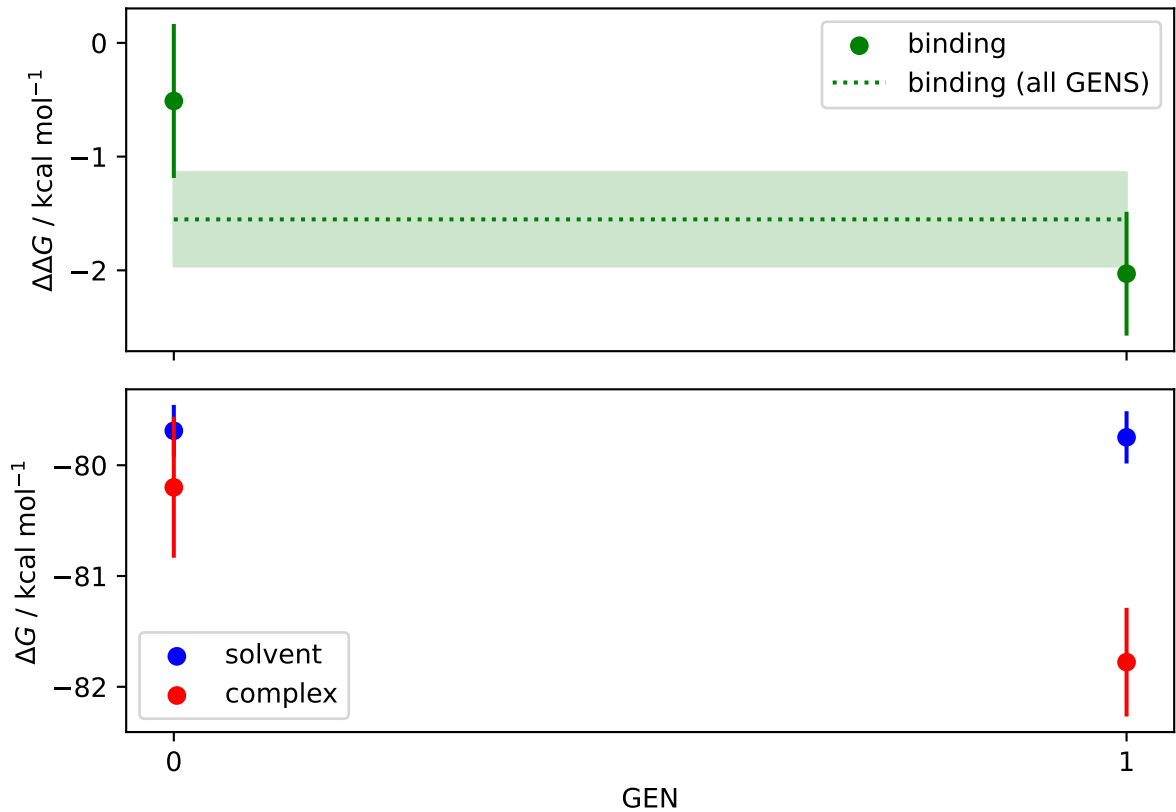 0
−1
−2
ΔΔG / kcal mol⁻¹
binding
binding (all GENS)
−80
−81
−82
ΔG / kcal mol⁻¹
solvent
complex
0
1
GEN